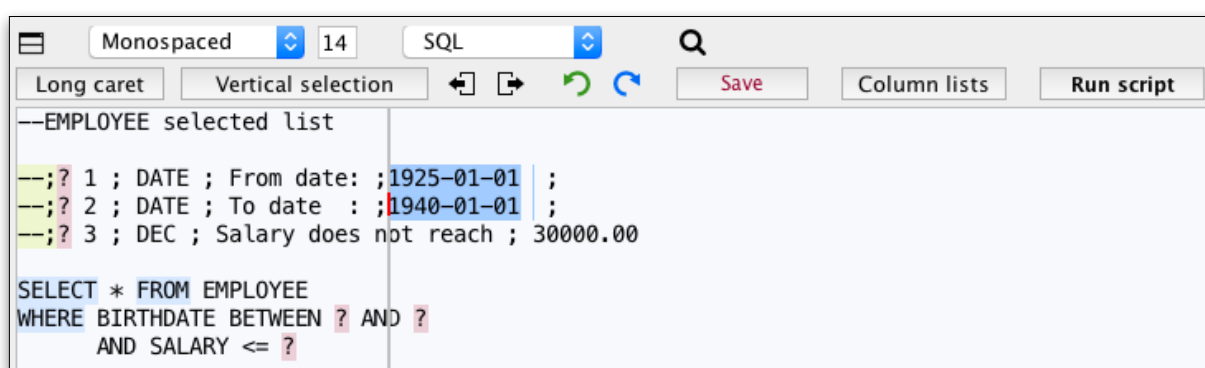 Monospaced 14 SQL
Long caret Vertical selection Save Column lists Run script
--EMPLOYEE selected list
--;? 1 ; DATE ; From date: ;1925-01-01 ;
--;? 2 ; DATE ; To date  : ;1940-01-01 ;
--;? 3 ; DEC ; Salary does not reach ; 30000.00
SELECT * FROM EMPLOYEE
WHERE BIRTHDATE BETWEEN ? AND ?
      AND SALARY <= ?